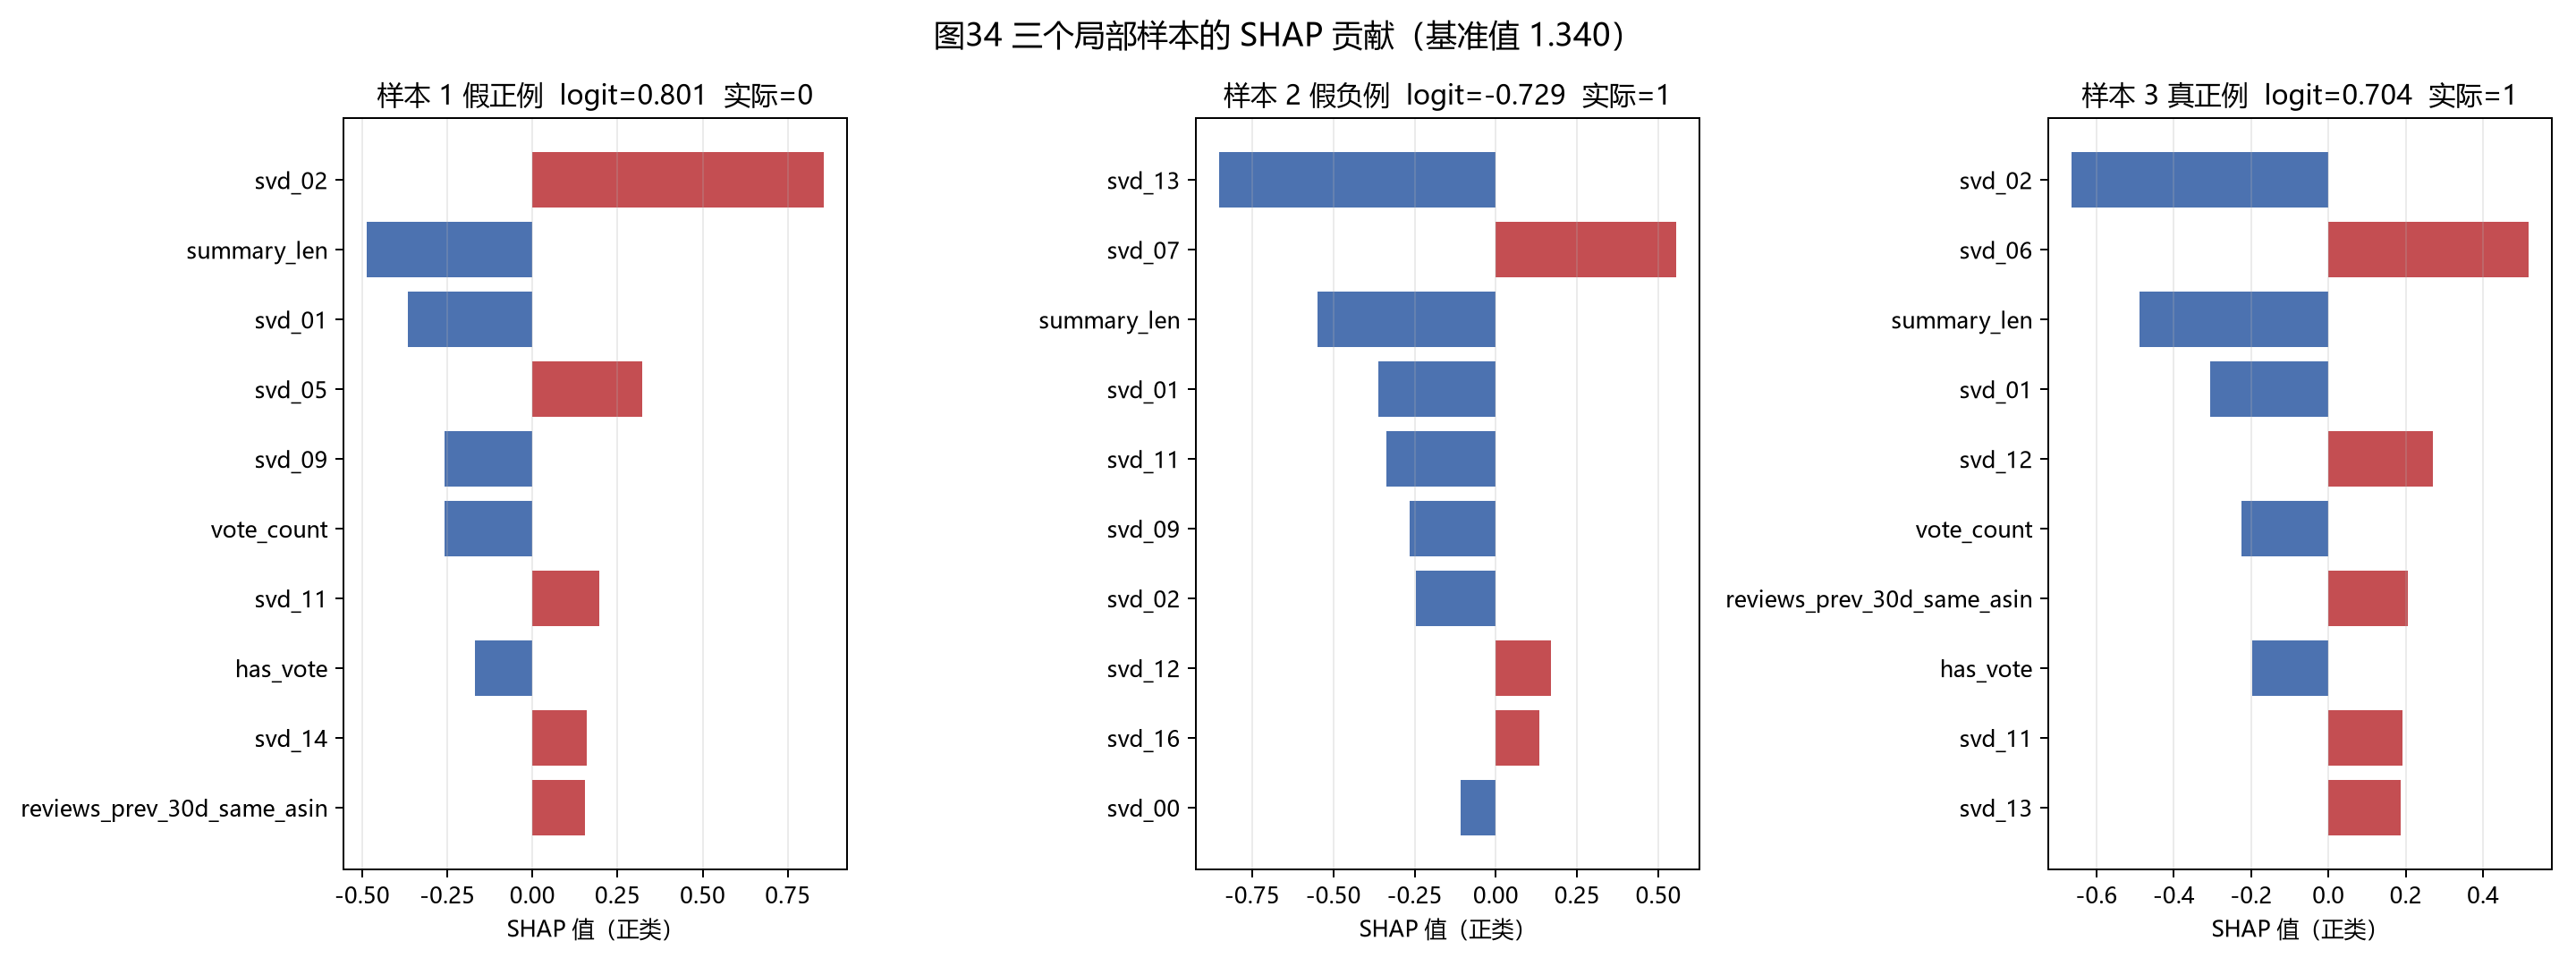 图34 三个局部样本的 SHAP 贡献（基准值 1.340）
样本 1 假正例  logit=0.801  实际=0
svd_02
summary_len
svd_01
svd_05
svd_09
vote_count
svd_11
has_vote
svd_14
reviews_prev_30d_same_asin
-0.50 -0.25 0.00 0.25 0.50 0.75
SHAP 值（正类）
样本 2 假负例  logit=-0.729  实际=1
svd_13
svd_07
summary_len
svd_01
svd_11
svd_09
svd_02
svd_12
svd_16
svd_00
-0.75 -0.50 -0.25 0.00 0.25 0.50
SHAP 值（正类）
样本 3 真正例  logit=0.704  实际=1
svd_02
svd_06
summary_len
svd_01
svd_12
vote_count
reviews_prev_30d_same_asin
has_vote
svd_11
svd_13
-0.6 -0.4 -0.2 0.0 0.2 0.4
SHAP 值（正类）